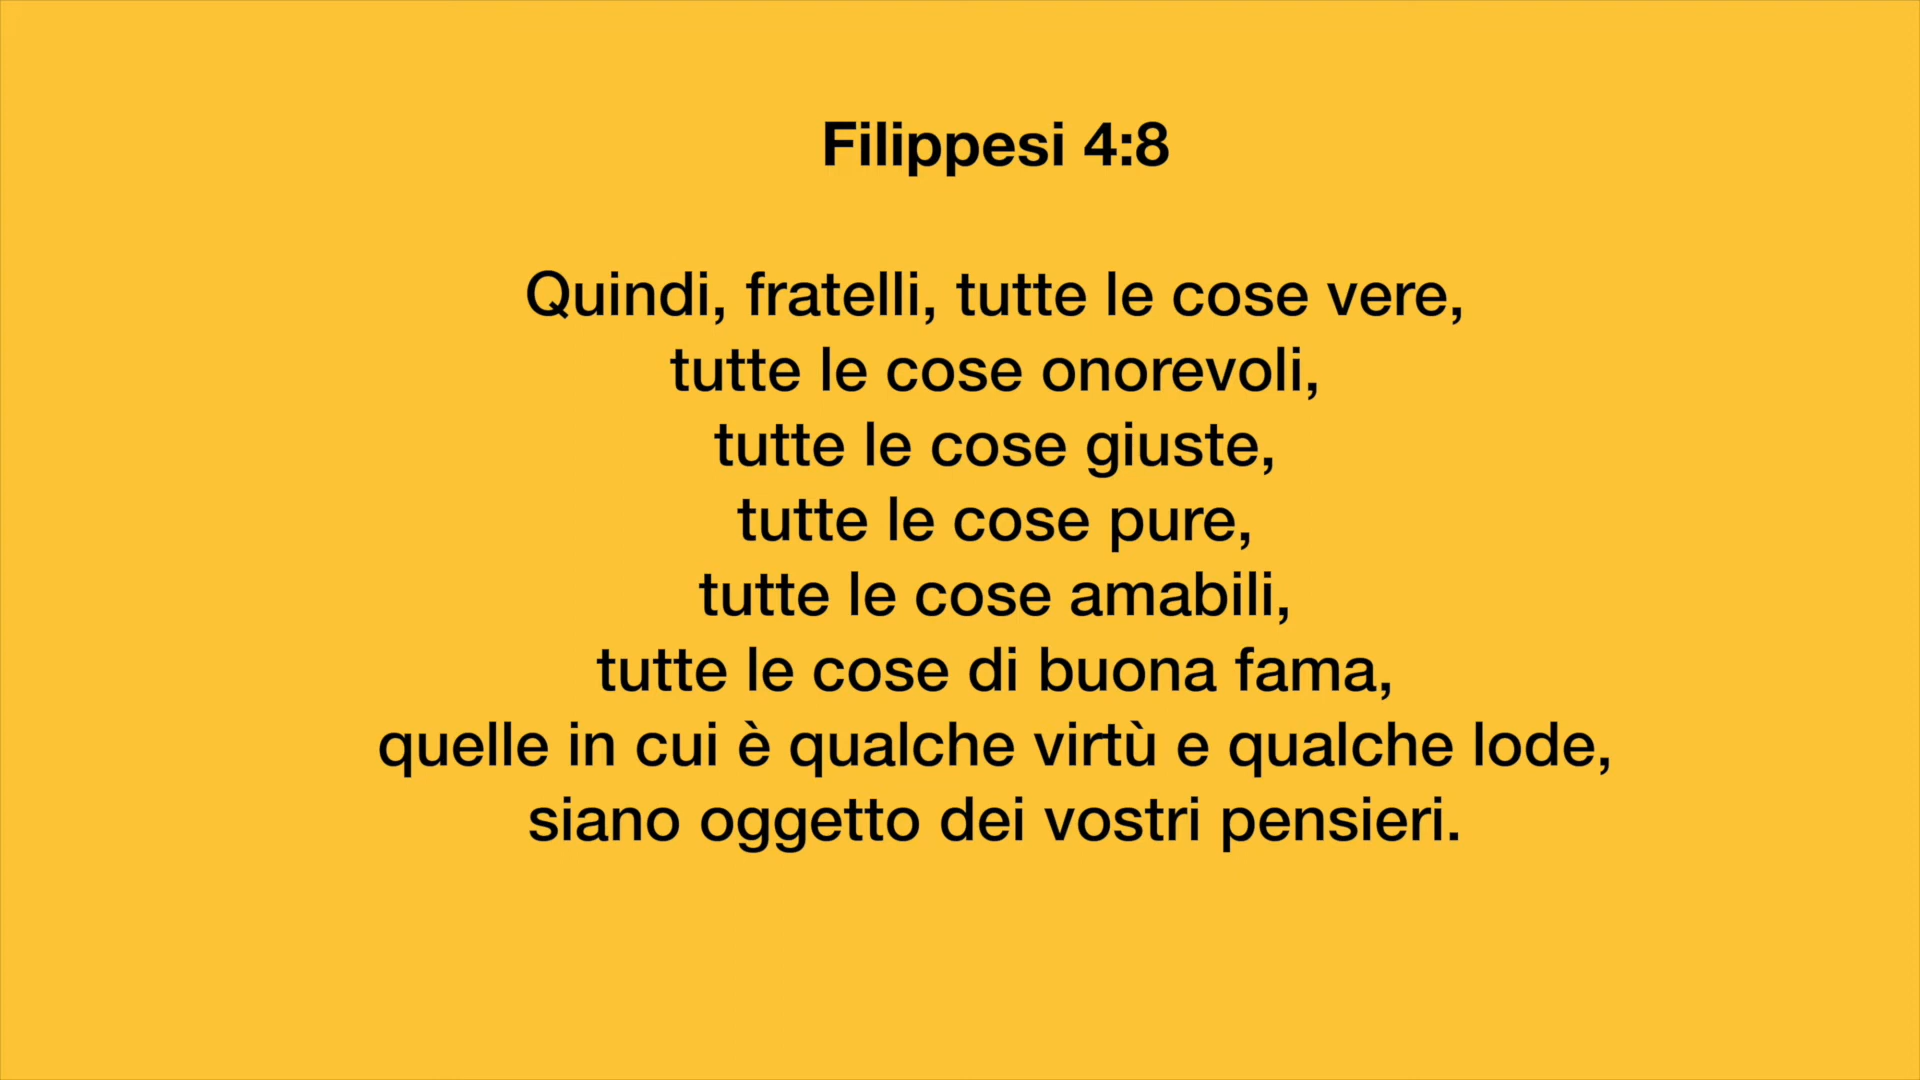 Filippesi 4:8
Quindi, fratelli, tutte le cose vere,
tutte le cose onorevoli,
tutte le cose giuste,
tutte le cose pure,
tutte le cose amabili,
tutte le cose di buona fama,
quelle in cui è qualche virtù e qualche lode,
siano oggetto dei vostri pensieri.